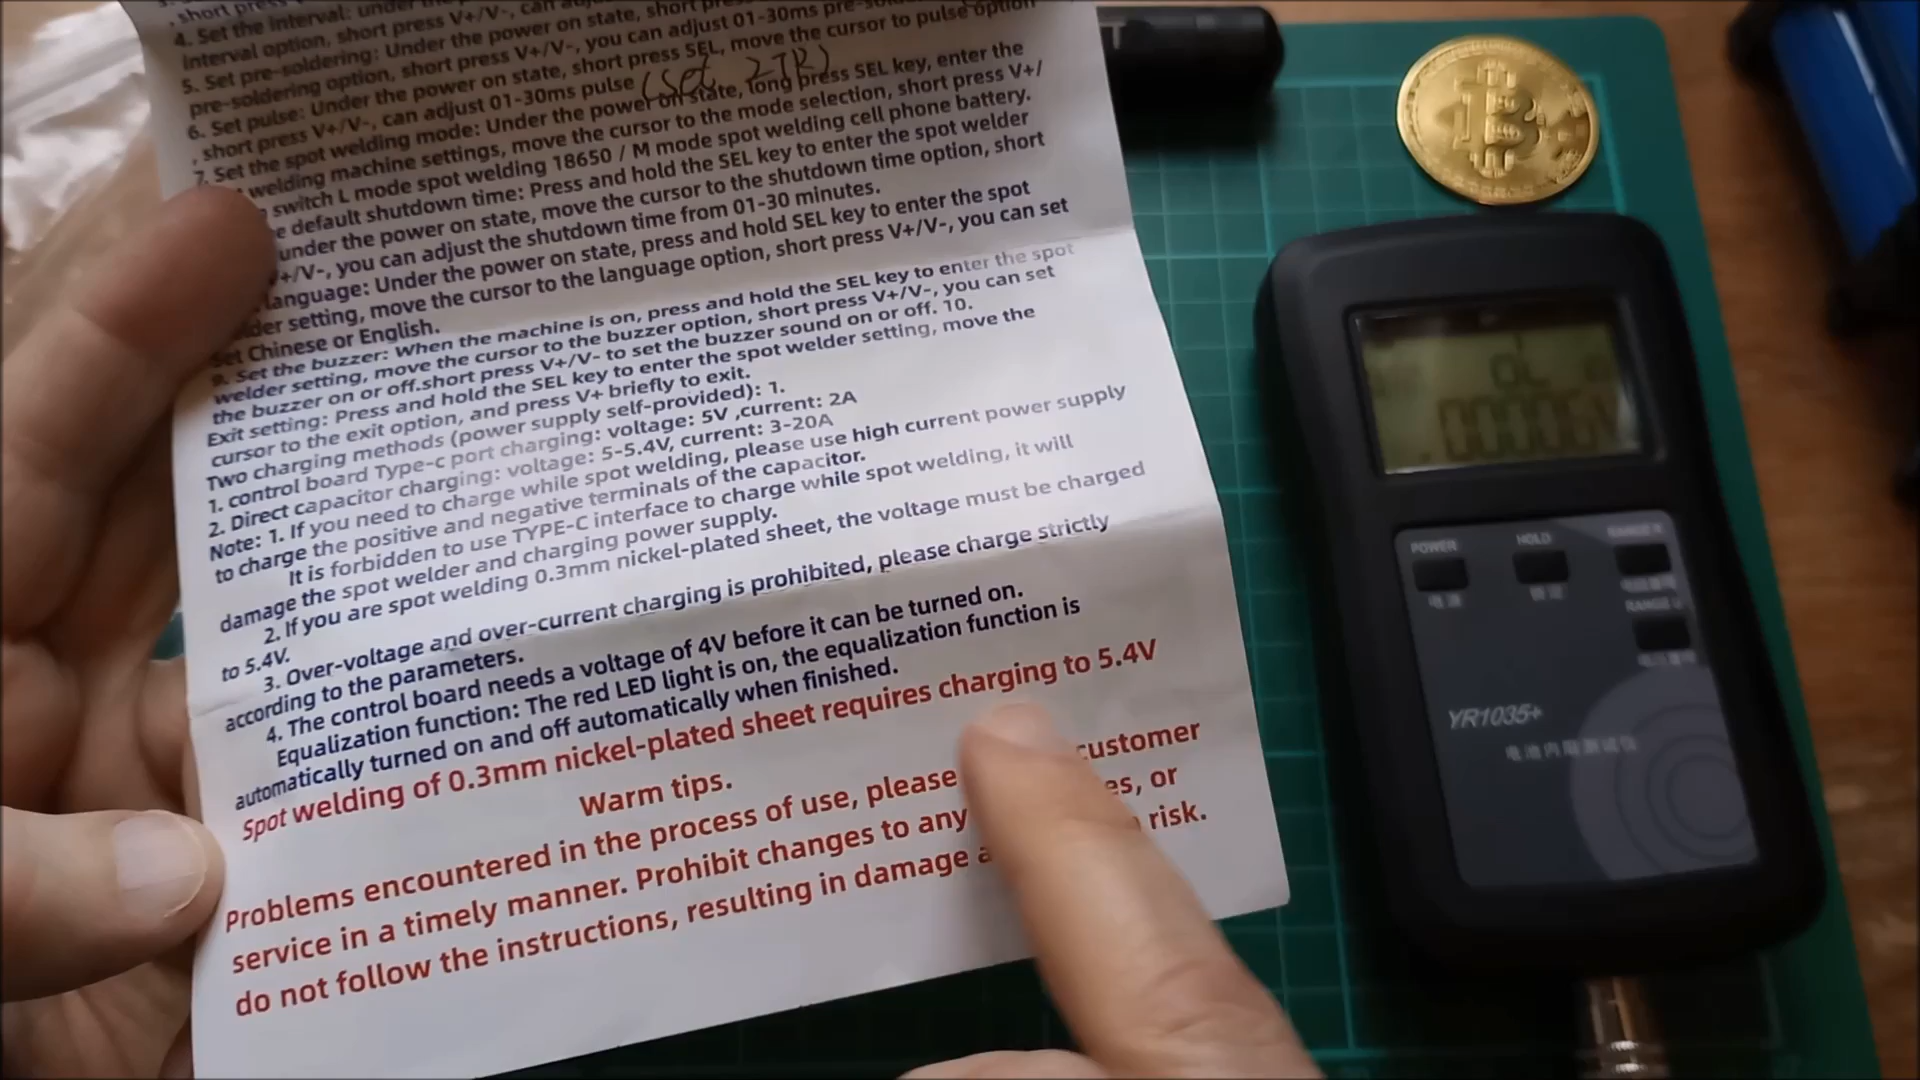 , short press
4. Set the interval: under
interval option, short press V+/V-, can
5. Set pre-soldering: Under the power on state, short
pre-soldering option, short press V+/V-, you can adjust 01-30ms
6. Set pulse: Under the power on state, short press SEL, move the cursor to pulse option
, short press V+/V-, can adjust 01-30ms pulse
7. Set the spot welding mode: Under the power on state, long press SEL key, enter the
welding machine settings, move the cursor to the mode selection, short press V+/
switch L mode spot welding 18650 / M mode spot welding cell phone battery.
default shutdown time: Press and hold the SEL key to enter the spot welder
under the power on state, move the cursor to the shutdown time option, short
V+/V-, you can adjust the shutdown time from 01-30 minutes.
language: Under the power on state, press and hold SEL key to enter the spot
setting, move the cursor to the language option, short press V+/V-, you can set
Set Chinese or English.
9. Set the buzzer: When the machine is on, press and hold the SEL key to enter the spot
welder setting, move the cursor to the buzzer option, short press V+/V-, you can set
the buzzer on or off.short press V+/V- to set the buzzer sound on or off. 10.
Exit setting: Press and hold the SEL key to enter the spot welder setting, move the
cursor to the exit option, and press V+ briefly to exit.
Two charging methods (power supply self-provided): 1.
1. control board Type-c port charging: voltage: 5V ,current: 2A
2. Direct capacitor charging: voltage: 5-5.4V, current: 3-20A
Note: 1. If you need to charge while spot welding, please use high current power supply
to charge the positive and negative terminals of the capacitor.
It is forbidden to use TYPE-C interface to charge while spot welding, it will
damage the spot welder and charging power supply.
2. If you are spot welding 0.3mm nickel-plated sheet, the voltage must be charged
to 5.4V.
3. Over-voltage and over-current charging is prohibited, please charge strictly
according to the parameters.
4. The control board needs a voltage of 4V before it can be turned on.
Equalization function: The red LED light is on, the equalization function is
automatically turned on and off automatically when finished.
Spot welding of 0.3mm nickel-plated sheet requires charging to 5.4V
Warm tips.
Problems encountered in the process of use, please customer
service in a timely manner. Prohibit changes to any or
do not follow the instructions, resulting in damage risk.
OL
POWER
HOLD
RANGE R
RANGE U
YR1035+
电池内阻测试仪